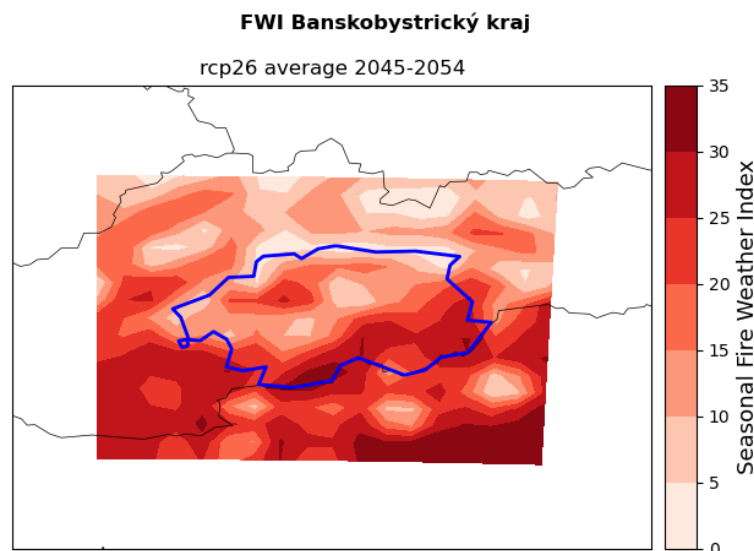 FWI Banskobystrický kraj
rcp26 average 2045-2054
35
30
25
20
15
10
5
0
Seasonal Fire Weather Index